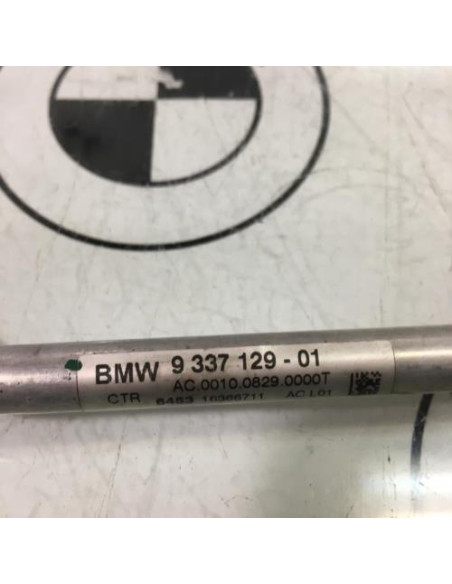 BMW 9 337 129 - 01
AC.0010.0829.0000T
CTR 6453 AC L01